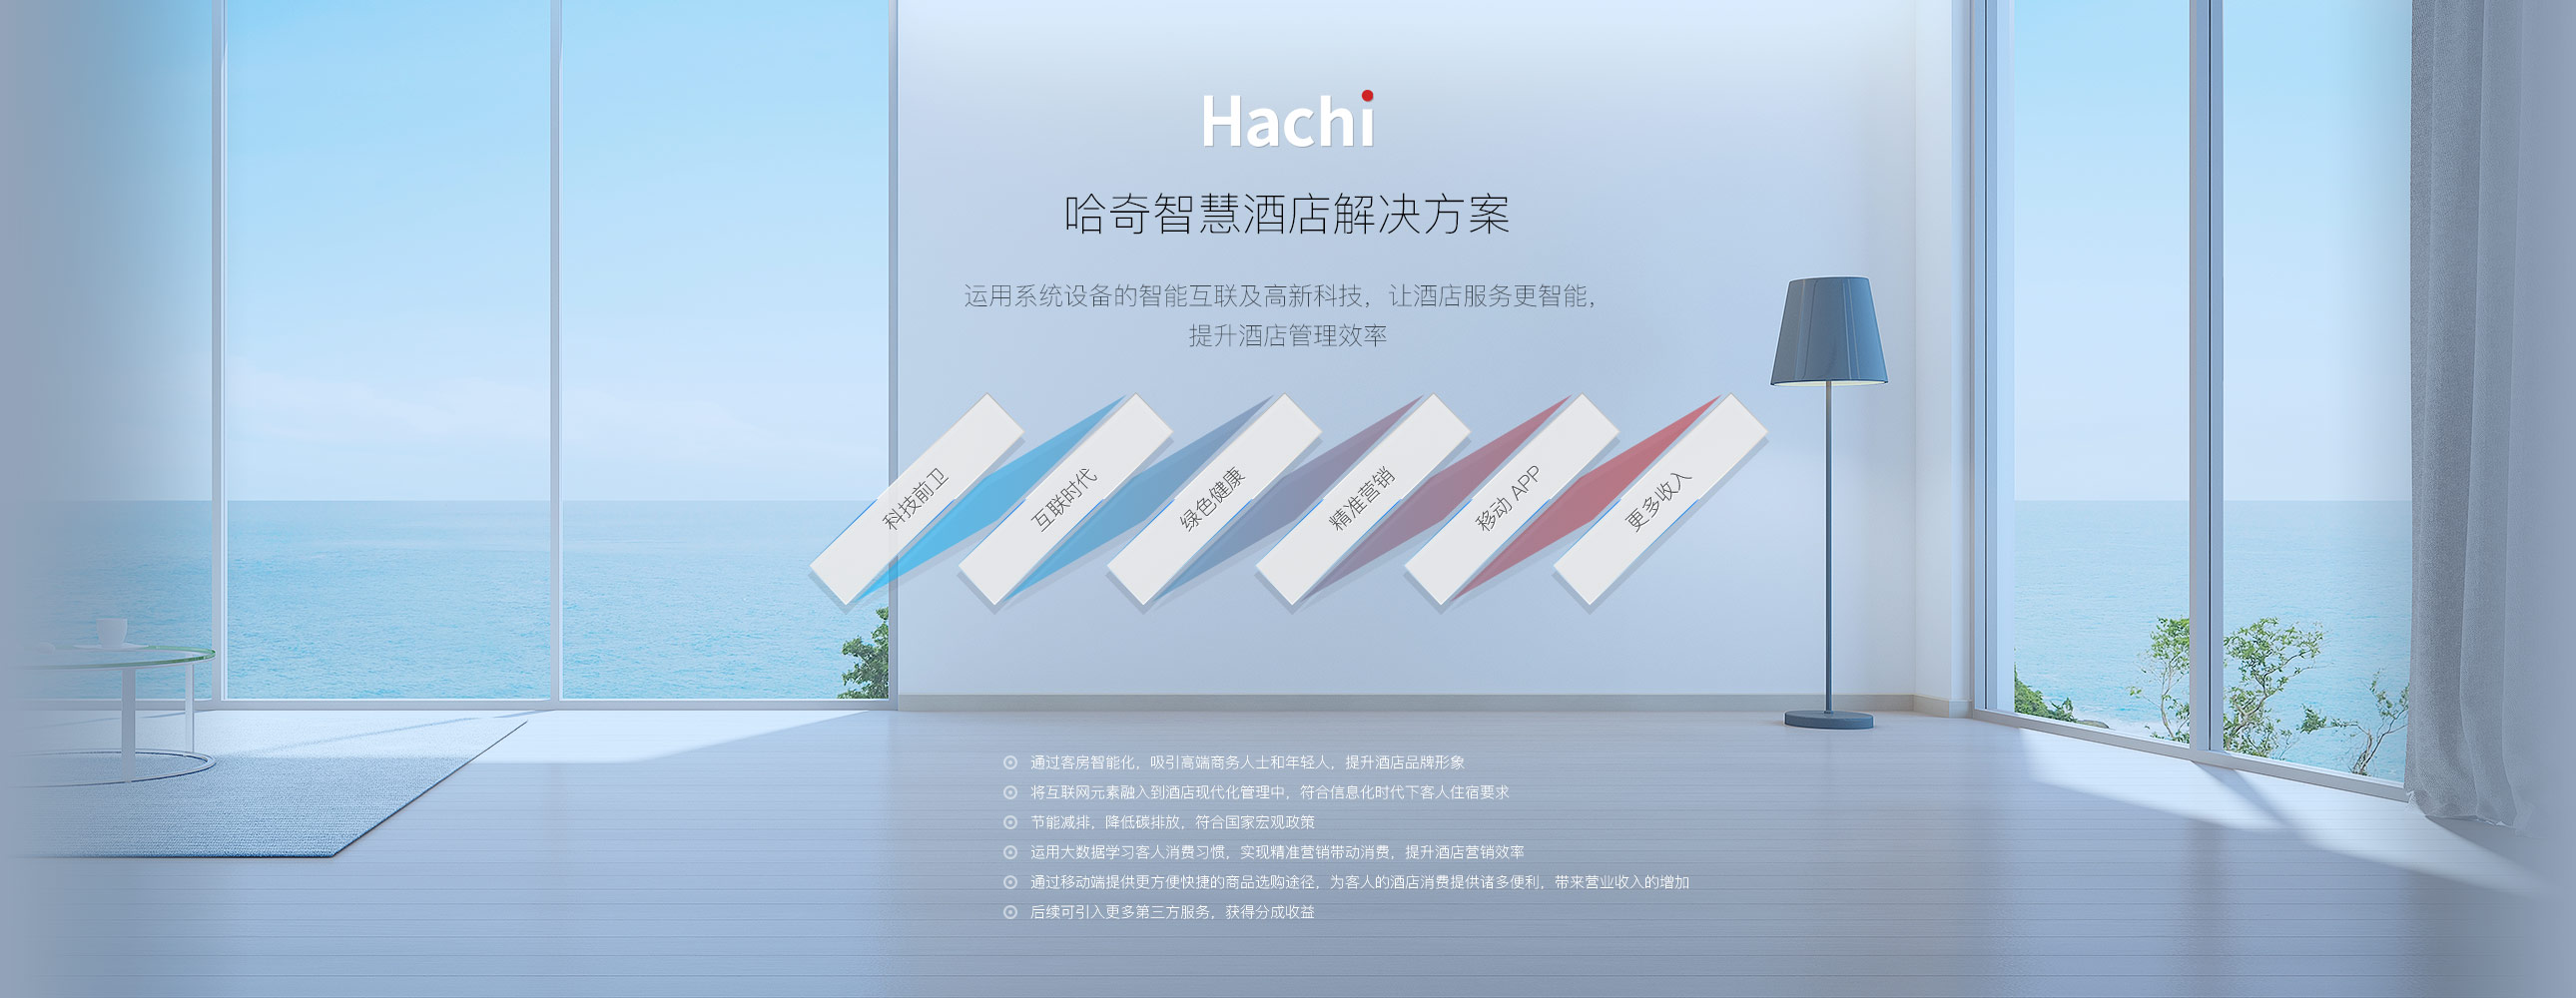 Hachi
哈奇智慧酒店解决方案
运用系统设备的智能互联及高新科技，让酒店服务更智能，
提升酒店管理效率
科技前卫
互联时代
绿色健康
精准营销
移动 APP
更多收入
通过客房智能化，吸引高端商务人士和年轻人，提升酒店品牌形象
将互联网元素融入到酒店现代化管理中，符合信息化时代下客人住宿要求
节能减排，降低碳排放，符合国家宏观政策
运用大数据学习客人消费习惯，实现精准营销带动消费，提升酒店营销效率
通过移动端提供更方便快捷的商品选购途径，为客人的酒店消费提供诸多便利，带来营业收入的增加
后续可引入更多第三方服务，获得分成收益